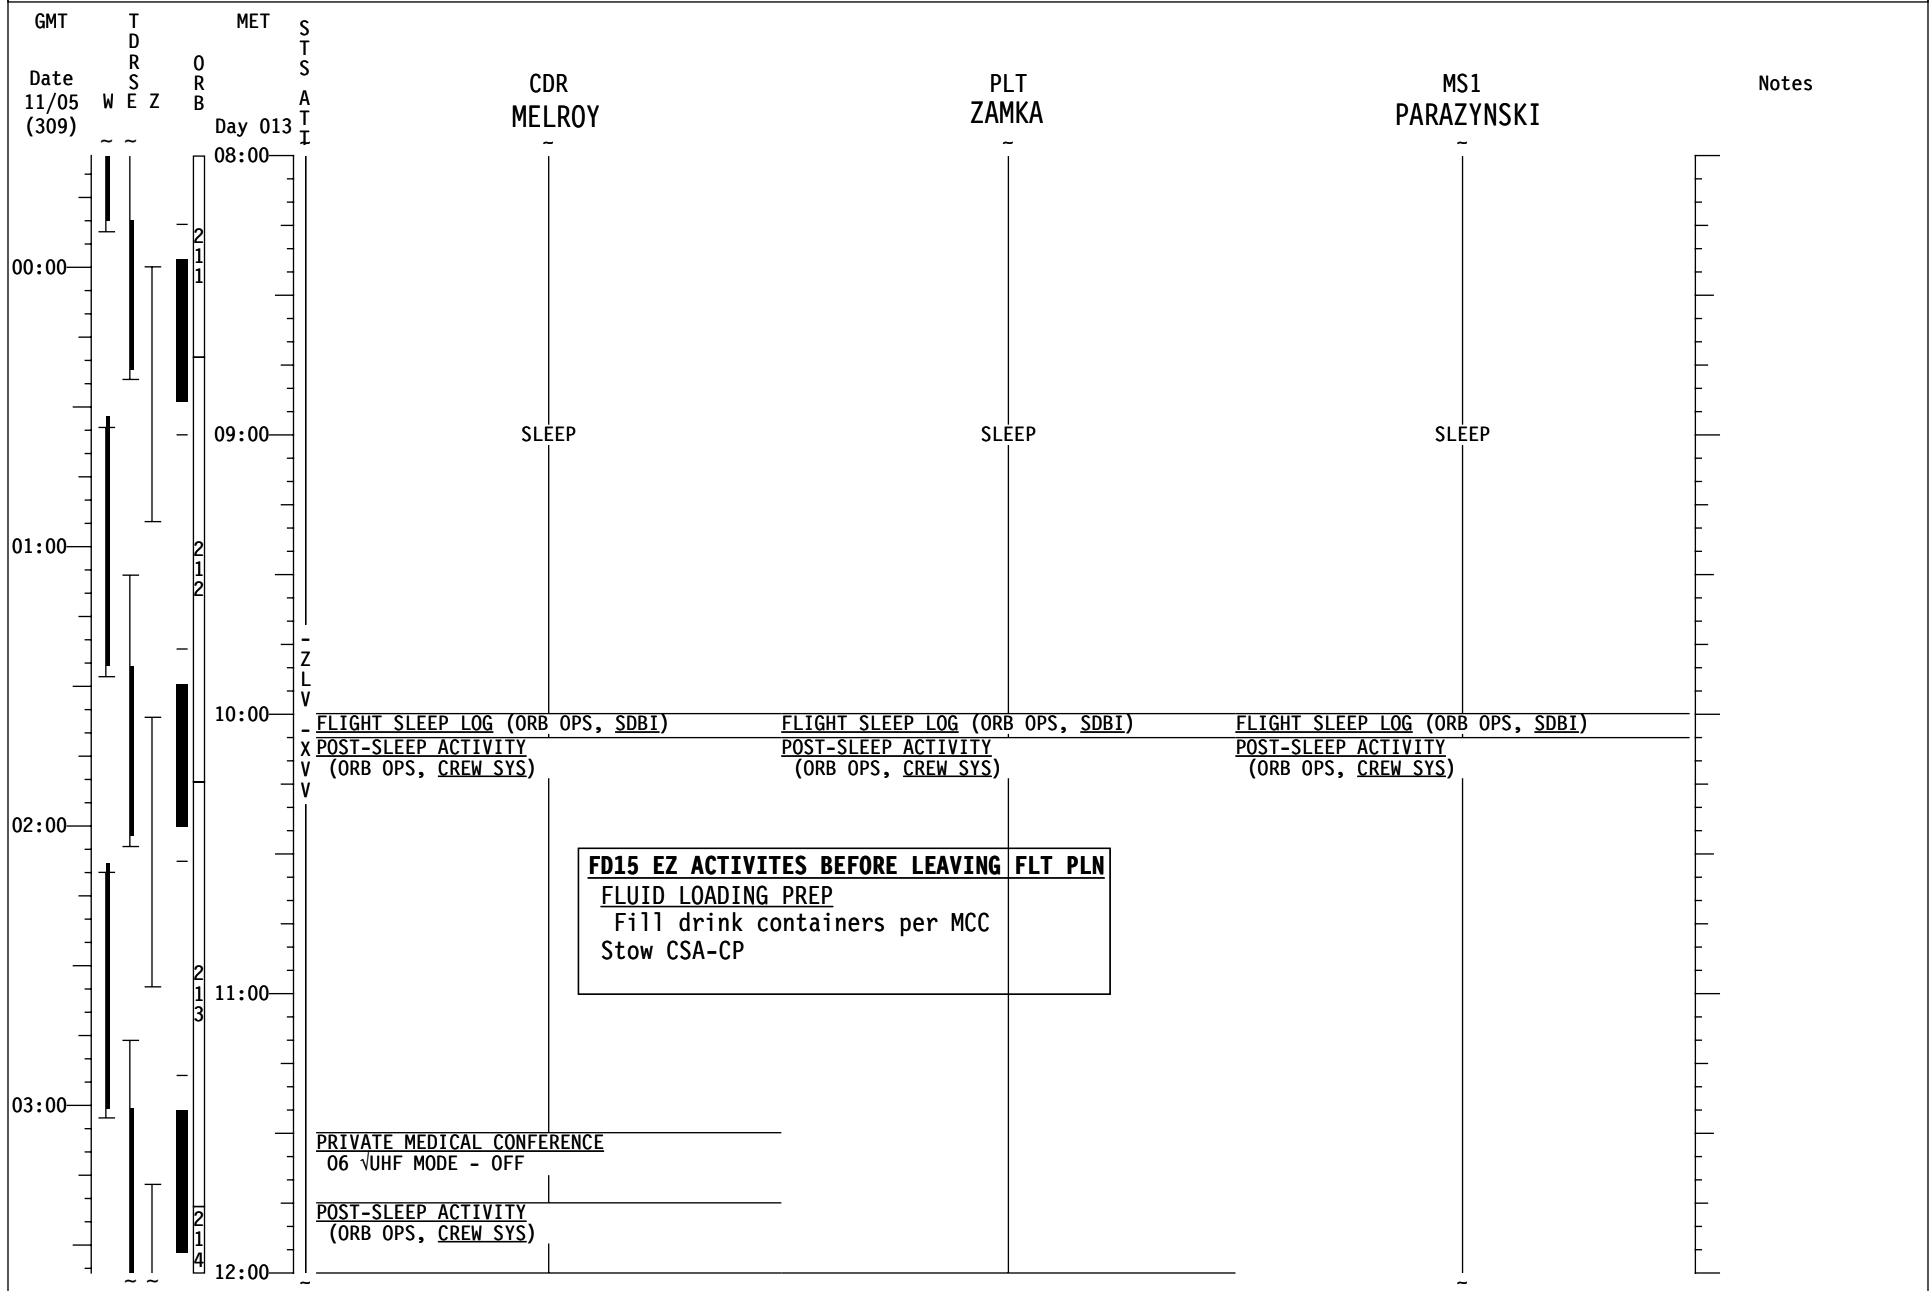 GMT
TDRS
MET
STS ATT
Date
11/05
(309)
W E Z
ORB
Day 013
CDR
MELROY
PLT
ZAMKA
MS1
PARAZYNSKI
Notes
~ ~ ~ ~ ~ ~
08:00
211
00:00
09:00
SLEEP SLEEP SLEEP
01:00
212
-ZLV
10:00
FLIGHT SLEEP LOG (ORB OPS, SDBI) FLIGHT SLEEP LOG (ORB OPS, SDBI) FLIGHT SLEEP LOG (ORB OPS, SDBI)
-XVV
POST-SLEEP ACTIVITY POST-SLEEP ACTIVITY POST-SLEEP ACTIVITY
(ORB OPS, CREW SYS) (ORB OPS, CREW SYS) (ORB OPS, CREW SYS)
02:00
FD15 EZ ACTIVITES BEFORE LEAVING FLT PLN
FLUID LOADING PREP
Fill drink containers per MCC
Stow CSA-CP
213
11:00
03:00
PRIVATE MEDICAL CONFERENCE
O6 √UHF MODE - OFF
POST-SLEEP ACTIVITY
(ORB OPS, CREW SYS)
214
12:00
~ ~ ~ ~